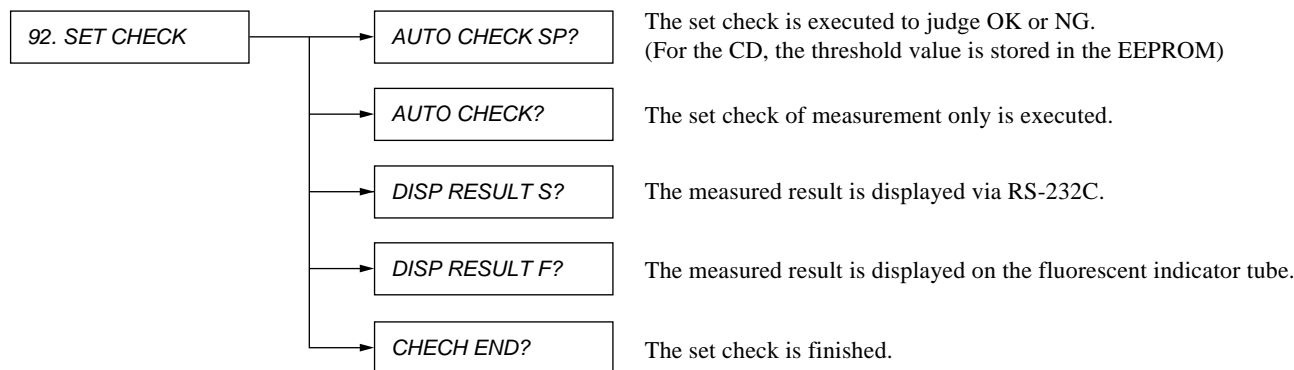 92. SET CHECK
AUTO CHECK SP?
The set check is executed to judge OK or NG.
(For the CD, the threshold value is stored in the EEPROM)
AUTO CHECK?
The set check of measurement only is executed.
DISP RESULT S?
The measured result is displayed via RS-232C.
DISP RESULT F?
The measured result is displayed on the fluorescent indicator tube.
CHECH END?
The set check is finished.